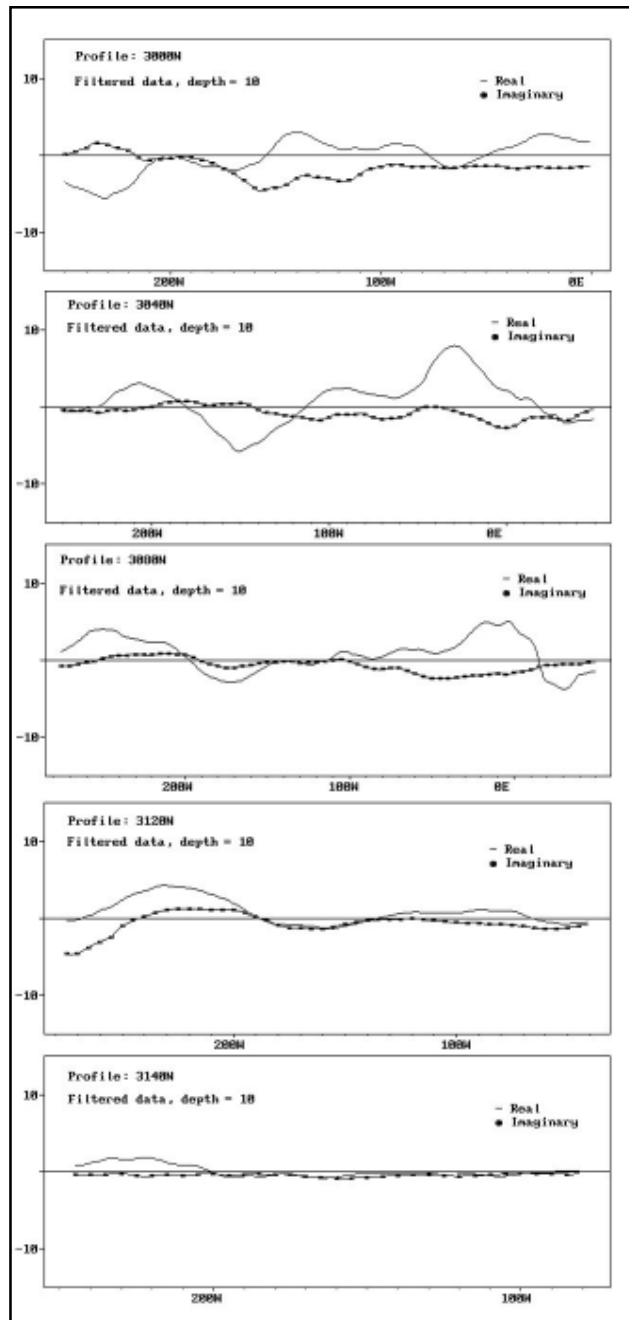 Profile: 3000N
10
Filtered data, depth = 10
— Real
● Imaginary
-10
200W 100W 0E
Profile: 3040N
10
Filtered data, depth = 10
— Real
● Imaginary
-10
200W 100W 0E
Profile: 3080N
10
Filtered data, depth = 10
— Real
● Imaginary
-10
200W 100W 0E
Profile: 3120N
10
Filtered data, depth = 10
— Real
● Imaginary
-10
200W 100W
Profile: 3140N
10
Filtered data, depth = 10
— Real
● Imaginary
-10
200W 100W